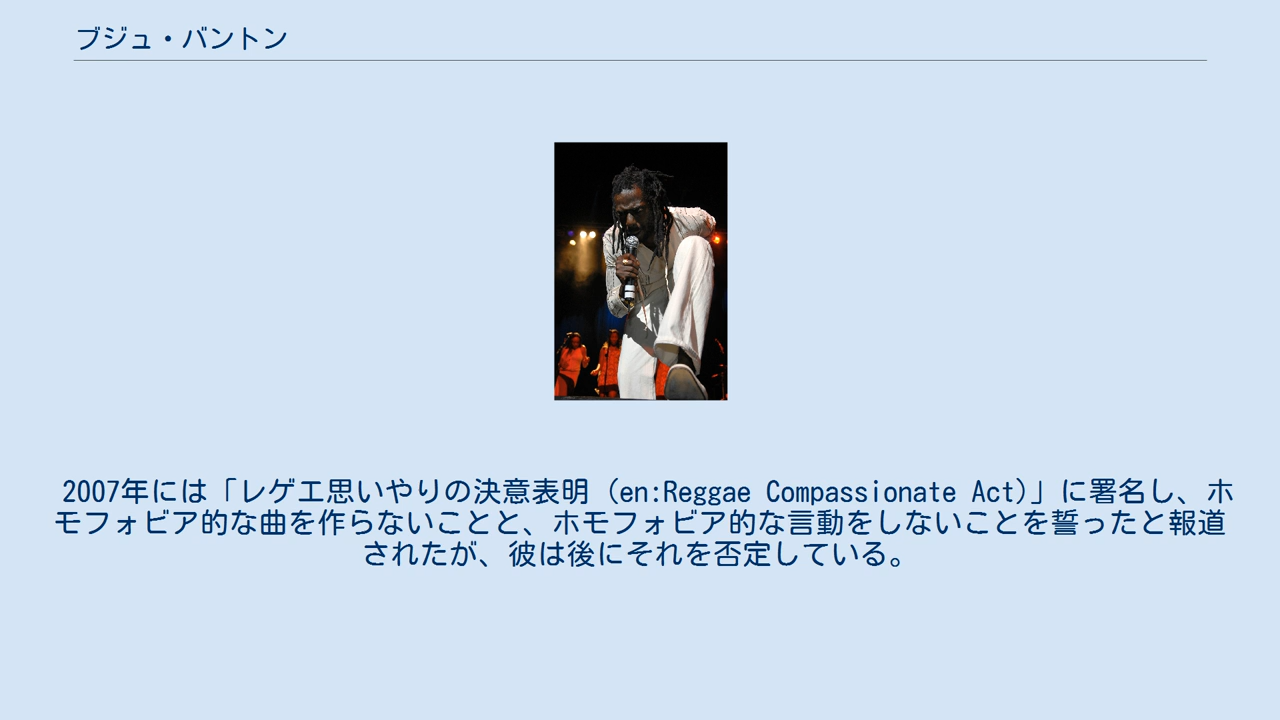 ブジュ・バントン
2007年には「レゲエ思いやりの決意表明 (en:Reggae Compassionate Act)」に署名し、ホ
モフォビア的な曲を作らないことと、ホモフォビア的な言動をしないことを誓ったと報道
されたが、彼は後にそれを否定している。